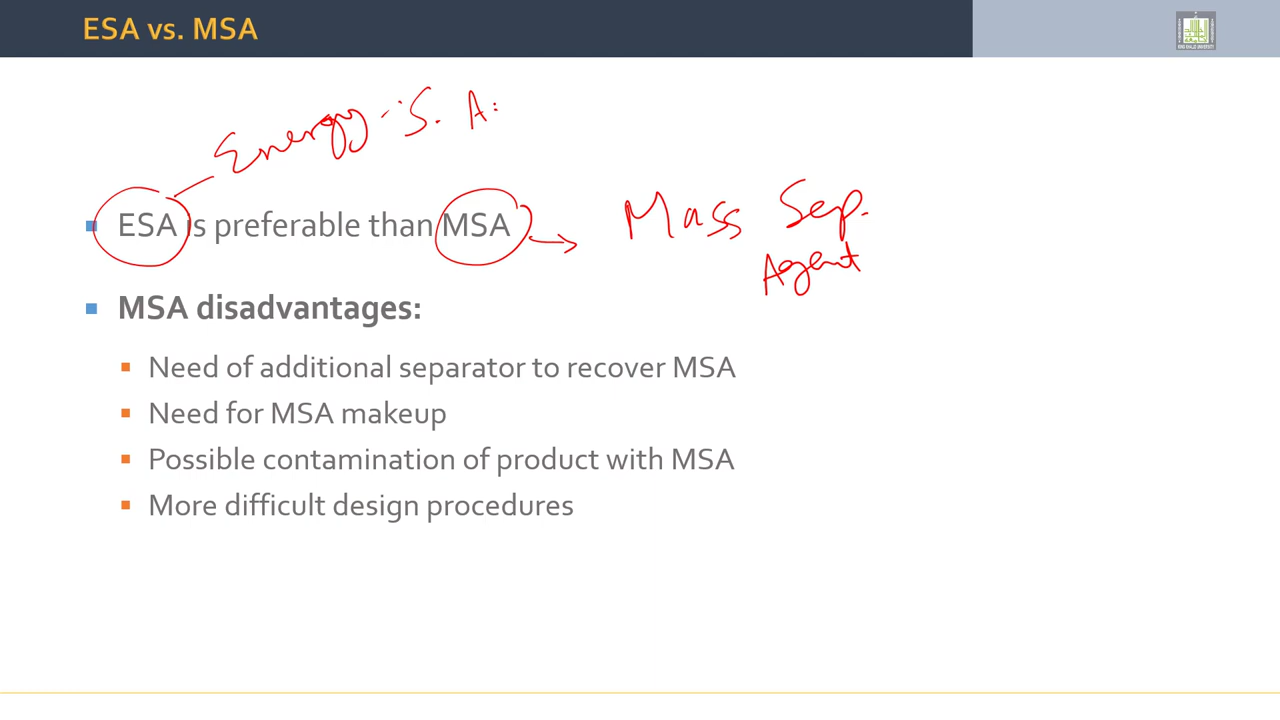 ESA vs. MSA
Energy - S. A.
ESA is preferable than MSA
Mass Sep.
Agent
MSA disadvantages:
Need of additional separator to recover MSA
Need for MSA makeup
Possible contamination of product with MSA
More difficult design procedures